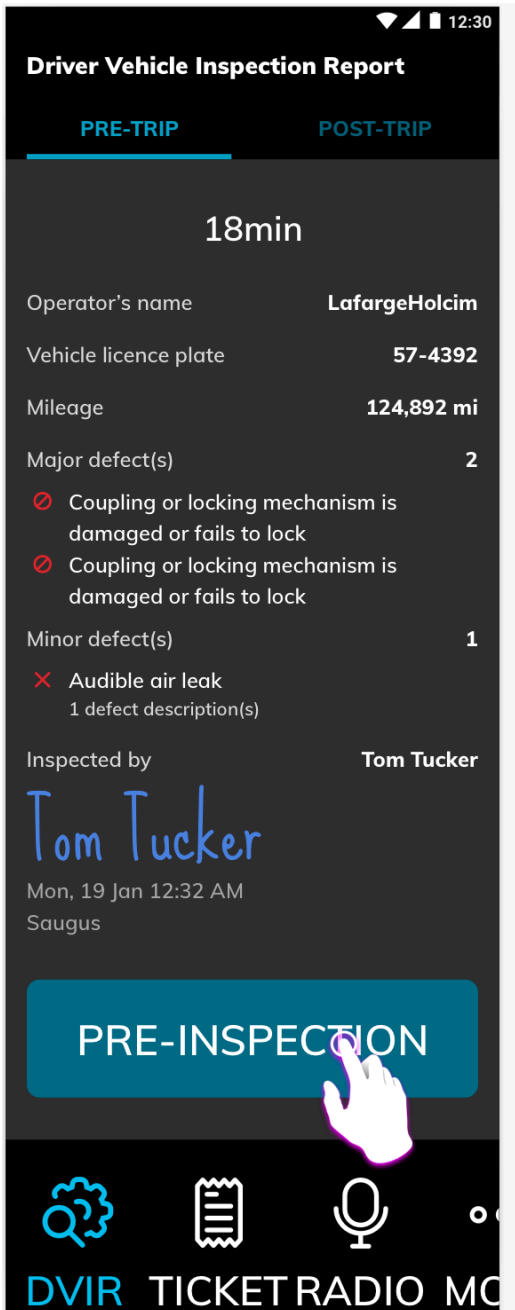 12:30
Driver Vehicle Inspection Report
PRE-TRIP POST-TRIP
18min
Operator's name LafargeHolcim
Vehicle licence plate 57-4392
Mileage 124,892 mi
Major defect(s) 2
Coupling or locking mechanism is
damaged or fails to lock
Coupling or locking mechanism is
damaged or fails to lock
Minor defect(s) 1
Audible air leak
1 defect description(s)
Inspected by Tom Tucker
Tom Tucker
Mon, 19 Jan 12:32 AM
Saugus
PRE-INSPECTION
DVIR TICKET RADIO MO